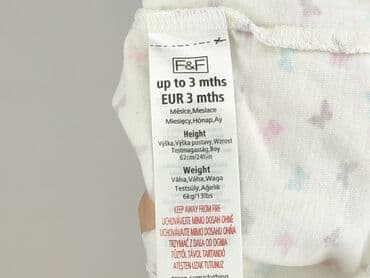 F&F
up to 3 mths
EUR 3 mths
Měsíce,Mesiace
Miesięcy,Hónap,Ay
Height
Výška,Výška postavy,Wzrost
Testmagasság,Boy
62cm/24½in
Weight
Váha,Váha,Waga
Testsúly,Ağırlık
6kg/13lbs
KEEP AWAY FROM FIRE
UCHOVÁVEJTE MIMO DOSAH OHNĚ
UCHOVÁVAJTE MIMO DOSAHU OHŇA
TRZYMAĆ Z DALA OD OGNIA
TŰZTŐL TÁVOL TARTANDÓ
ATEŞTEN UZAK TUTUNUZ